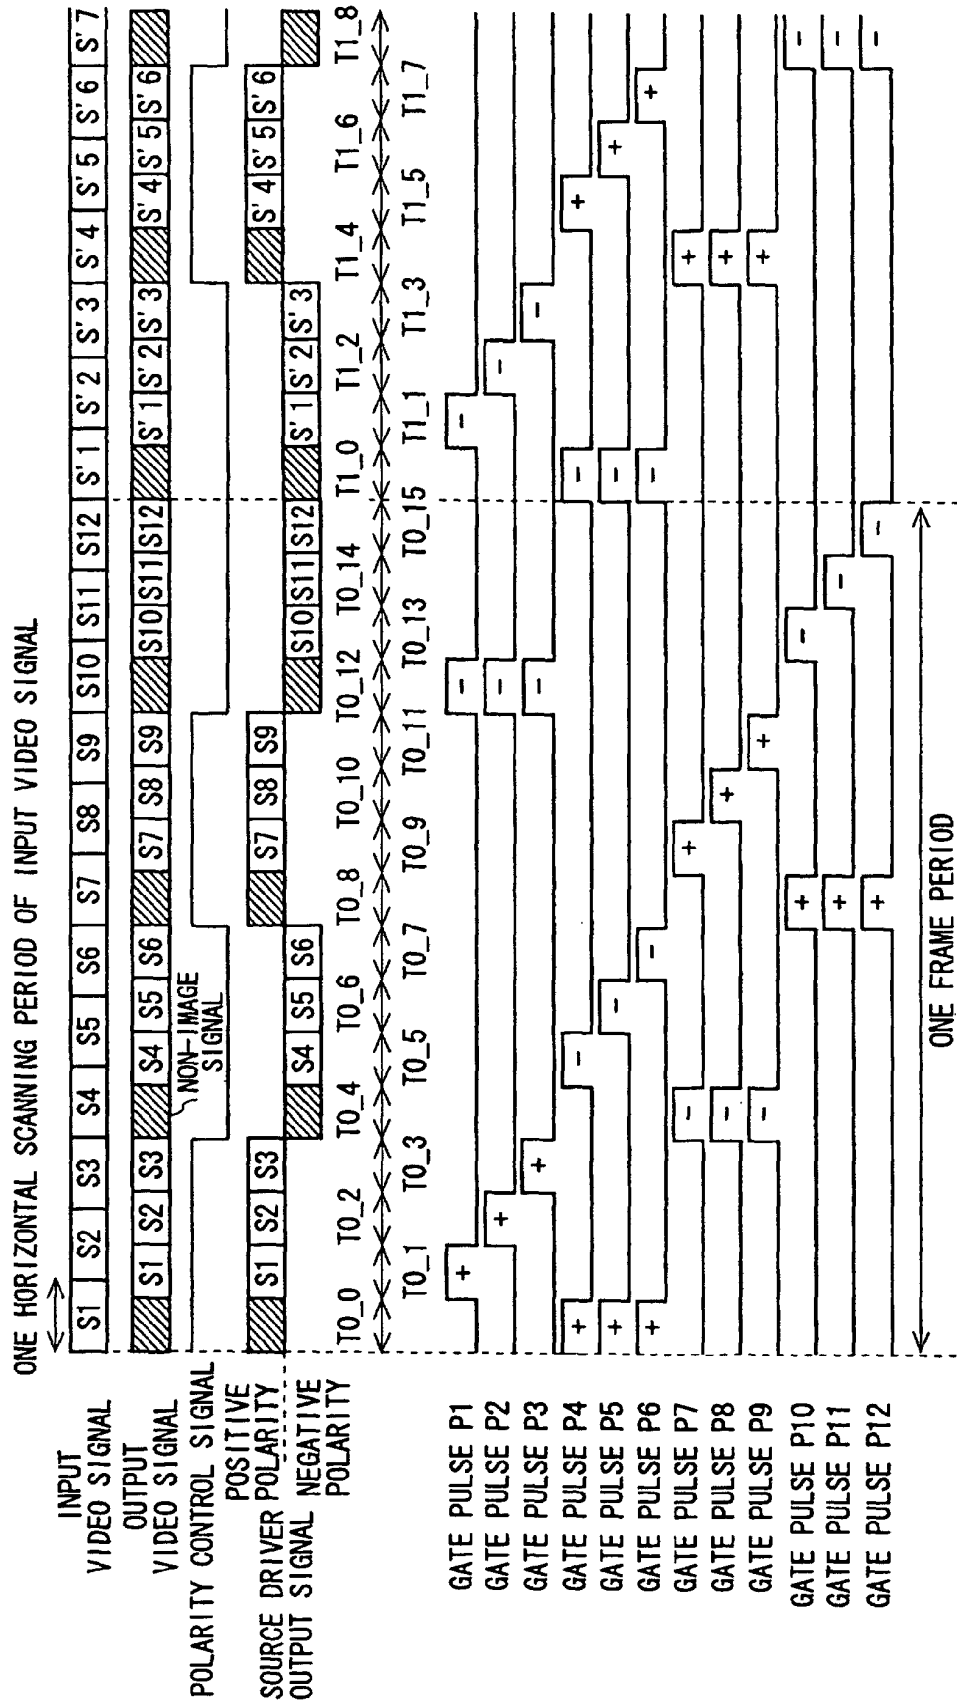 ONE HORIZONTAL SCANNING PERIOD OF INPUT VIDEO SIGNAL
INPUT
VIDEO SIGNAL
S1 S2 S3 S4 S5 S6 S7 S8 S9 S10 S11 S12 S'1 S'2 S'3 S'4 S'5 S'6 S'7
OUTPUT
VIDEO SIGNAL
S1 S2 S3 S4 S5 S6 S7 S8 S9 S10 S11 S12 S'1 S'2 S'3 S'4 S'5 S'6
NON-IMAGE
SIGNAL
POLARITY CONTROL SIGNAL
POSITIVE
POLARITY
SOURCE DRIVER
OUTPUT SIGNAL
NEGATIVE
POLARITY
S1 S2 S3 S7 S8 S9 S'4 S'5 S'6
S4 S5 S6 S10 S11 S12 S'1 S'2 S'3
T0_0 T0_2 T0_4 T0_6 T0_8 T0_10 T0_12 T0_14 T1_0 T1_2 T1_4 T1_6 T1_8
T0_1 T0_3 T0_5 T0_7 T0_9 T0_11 T0_13 T0_15 T1_1 T1_3 T1_5 T1_7
GATE PULSE P1 + - -
GATE PULSE P2 + - -
GATE PULSE P3 + - -
GATE PULSE P4 + - - +
GATE PULSE P5 + - - +
GATE PULSE P6 + - - +
GATE PULSE P7 - + +
GATE PULSE P8 - + +
GATE PULSE P9 - + +
GATE PULSE P10 + - -
GATE PULSE P11 + - -
GATE PULSE P12 + - -
ONE FRAME PERIOD